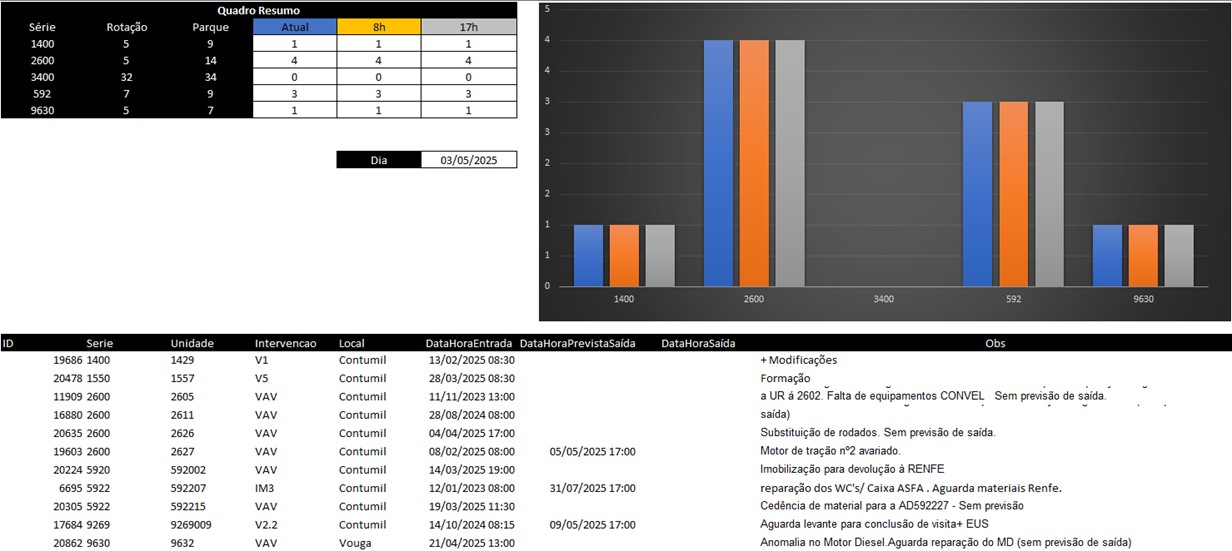 Quadro Resumo
Série Rotação Parque Atual 8h 17h
1400 5 9 1 1 1
2600 5 14 4 4 4
3400 32 34 0 0 0
592 7 9 3 3 3
9630 5 7 1 1 1
Dia 03/05/2025
5
4
4
3
3
2
2
1
1
0
1400 2600 3400 592 9630
ID Serie Unidade Intervencao Local DataHoraEntrada DataHoraPrevistaSaída DataHoraSaída Obs
19686 1400 1429 V1 Contumil 13/02/2025 08:30 + Modificações
20478 1550 1557 V5 Contumil 28/03/2025 08:30 Formação
11909 2600 2605 VAV Contumil 11/11/2023 13:00 a UR á 2602. Falta de equipamentos CONVEL Sem previsão de saída.
16880 2600 2611 VAV Contumil 28/08/2024 08:00 saída)
20635 2600 2626 VAV Contumil 04/04/2025 17:00 Substituição de rodados. Sem previsão de saída.
19603 2600 2627 VAV Contumil 08/02/2025 08:00 05/05/2025 17:00 Motor de tração nº2 avariado.
20224 5920 592002 VAV Contumil 14/03/2025 19:00 Imobilização para devolução à RENFE
6695 5922 592207 IM3 Contumil 12/01/2023 08:00 31/07/2025 17:00 reparação dos WC's/ Caixa ASFA . Aguarda materiais Renfe.
20305 5922 592215 VAV Contumil 19/03/2025 11:30 Cedência de material para a AD592227 - Sem previsão
17684 9269 9269009 V2.2 Contumil 14/10/2024 08:15 09/05/2025 17:00 Aguarda levante para conclusão de visita+ EUS
20862 9630 9632 VAV Vouga 21/04/2025 13:00 Anomalia no Motor Diesel.Aguarda reparação do MD (sem previsão de saída)